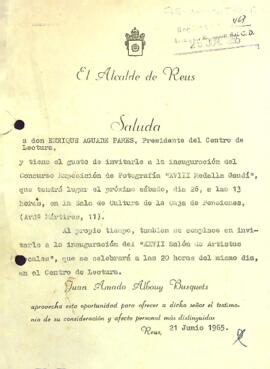 V69
El Alcalde de Reus
Saluda
a don ENRIQUE AGUADE PARES, Presidente del Centro de
Lectura,
y tiene el gusto de invitarle a la inauguración del
Concurso Exposición de Fotografía "XVIII Medalla Gaudí",
que tendrá lugar el próximo sábado, dia 26, a las 13
horas, en la Sala de Cultura de la Caja de Pensiones,
(Avdª Mártires, 11).
Al propio tiempo, tambien se complace en invi-
tarle a la inauguración del "XXVII Salón de Artistas
Locales", que se celebrará a las 20 horas del mismo dia,
en el Centro de Lectura.
Juan Amado Albouy Busquets
aprovecha esta oportunidad para ofrecer a dicho señor el testimo-
nio de su consideración y afecto personal más distinguidos
Reus, 21 Junio 1965.